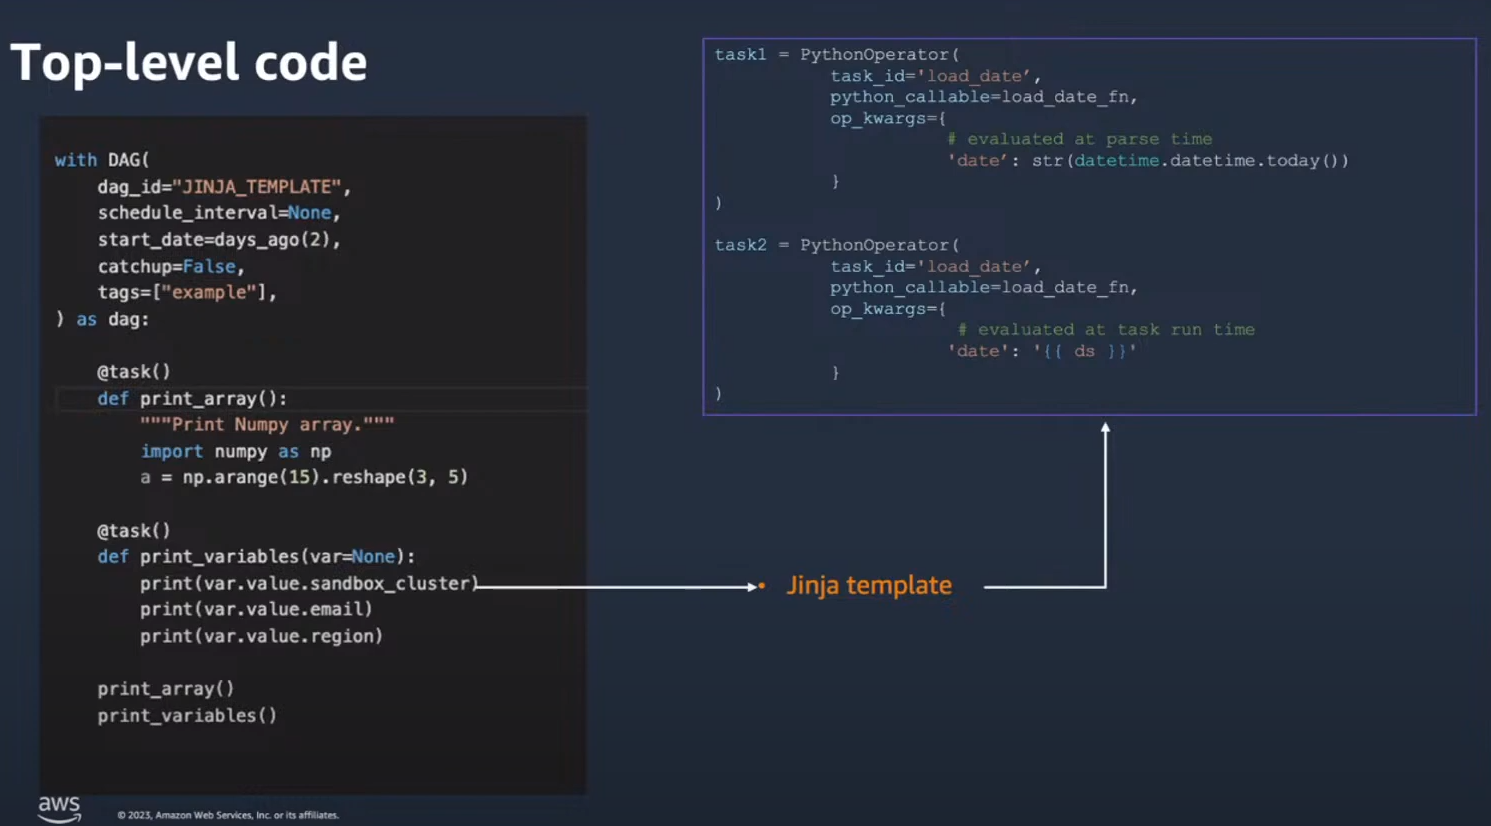 Top-level code
with DAG(
dag_id="JINJA_TEMPLATE",
schedule_interval=None,
start_date=days_ago(2),
catchup=False,
tags=["example"],
) as dag:
@task()
def print_array():
"""Print Numpy array."""
import numpy as np
a = np.arange(15).reshape(3, 5)
@task()
def print_variables(var=None):
print(var.value.sandbox_cluster)
print(var.value.email)
print(var.value.region)
print_array()
print_variables()
task1 = PythonOperator(
task_id='load_date’,
python_callable=load_date_fn,
op_kwargs={
# evaluated at parse time
'date’: str(datetime.datetime.today())
}
)
task2 = PythonOperator(
task_id='load_date’,
python_callable=load_date_fn,
op_kwargs={
# evaluated at task run time
'date': '{{ ds }}'
}
)
• Jinja template
aws
© 2023, Amazon Web Services, Inc. or its affiliates.